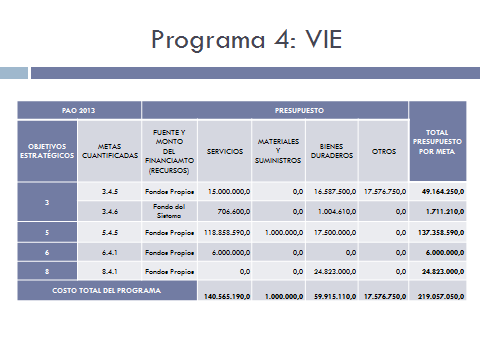 Programa 4: VIE
PAO 2013 PRESUPUESTO TOTAL PRESUPUESTO POR META
OBJETIVOS ESTRATÉGICOS METAS CUANTIFICADAS FUENTE Y MONTO DEL FINANCIAMTO (RECURSOS) SERVICIOS MATERIALES Y SUMINISTROS BIENES DURADEROS OTROS
3 3.4.5 Fondos Propios 15.000.000,0 0,0 16.587.500,0 17.576.750,0 49.164.250,0
3.4.6 Fondo del Sistema 706.600,0 0,0 1.004.610,0 0,0 1.711.210,0
5 5.4.5 Fondos Propios 118.858.590,0 1.000.000,0 17.500.000,0 0,0 137.358.590,0
6 6.4.1 Fondos Propios 6.000.000,0 0,0 0,0 0,0 6.000.000,0
8 8.4.1 Fondos Propios 0,0 0,0 24.823.000,0 0,0 24.823.000,0
COSTO TOTAL DEL PROGRAMA 140.565.190,0 1.000.000,0 59.915.110,0 17.576.750,0 219.057.050,0